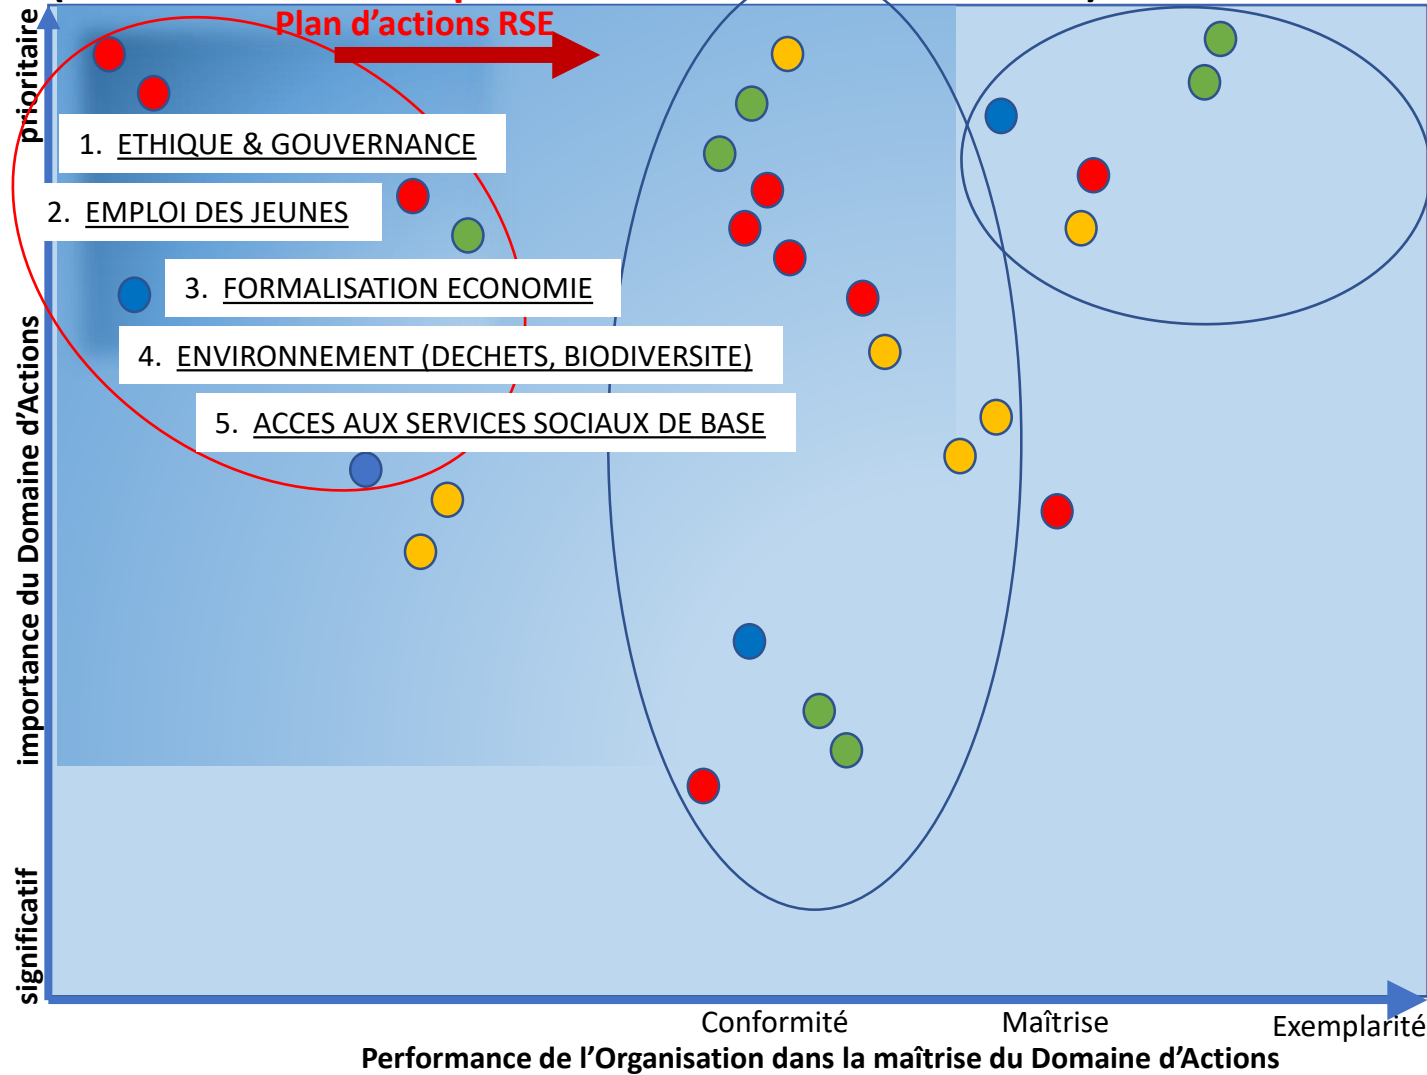 Plan d’actions RSE
prioritaire
1. ETHIQUE & GOUVERNANCE
2. EMPLOI DES JEUNES
3. FORMALISATION ECONOMIE
4. ENVIRONNEMENT (DECHETS, BIODIVERSITE)
5. ACCES AUX SERVICES SOCIAUX DE BASE
importance du Domaine d’Actions
significatif
Conformité
Maîtrise
Exemplarité
Performance de l’Organisation dans la maîtrise du Domaine d’Actions